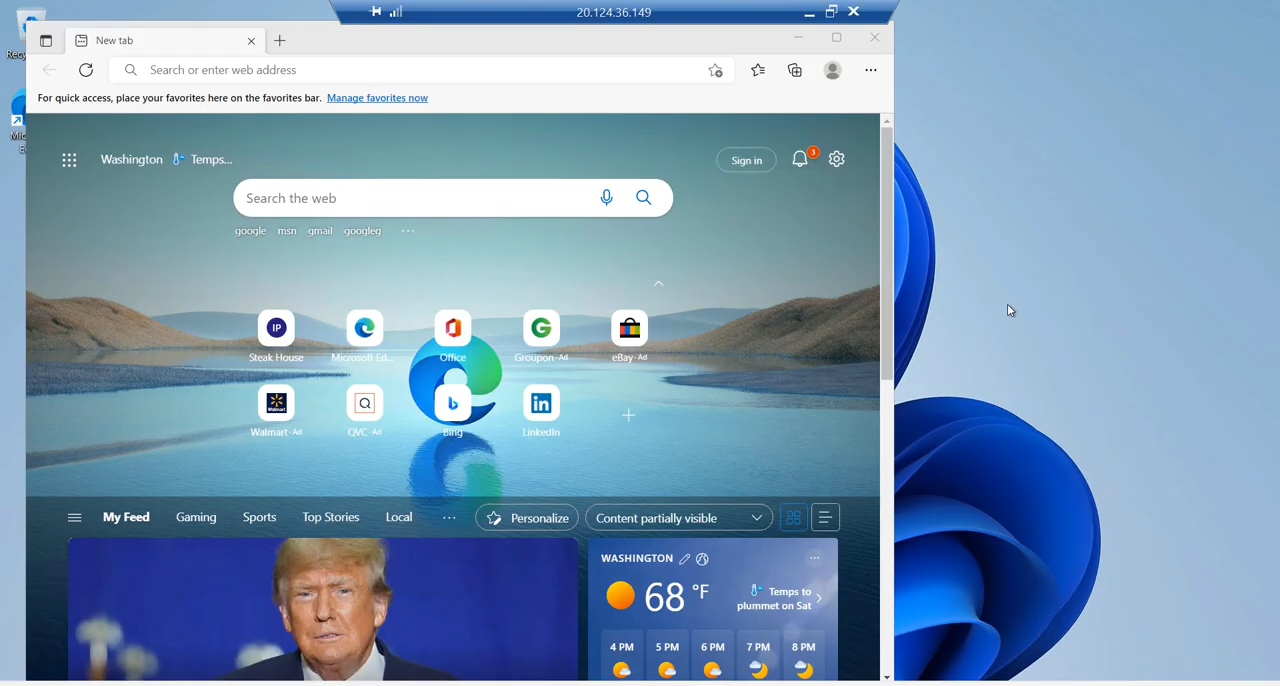 20.124.36.149
New tab
Search or enter web address
For quick access, place your favorites here on the favorites bar. Manage favorites now
Washington Temps...
Sign in
3
Search the web
google msn gmail googleg ...
IP
Steak House Microsoft Ed... Office Groupon·Ad eBay·Ad
Walmart·Ad QVC·Ad Bing LinkedIn
My Feed Gaming Sports Top Stories Local ... Personalize Content partially visible
WASHINGTON
68 °F
Temps to
plummet on Sat
4 PM 5 PM 6 PM 7 PM 8 PM